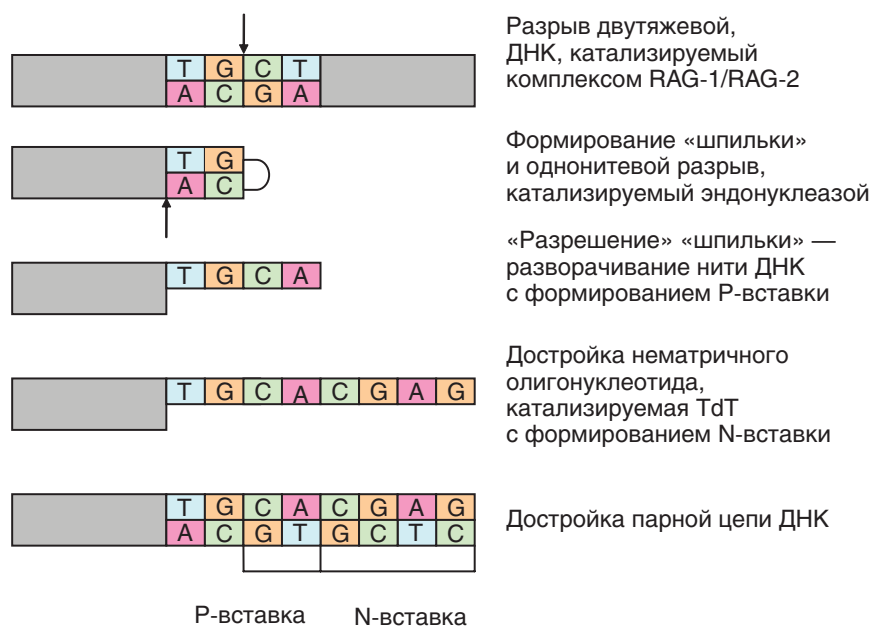 Разрыв двутяжевой,
ДНК, катализируемый
комплексом RAG-1/RAG-2
T G C T
A C G A
Формирование «шпильки»
и однонитевой разрыв,
катализируемый эндонуклеазой
T G
A C
«Разрешение» «шпильки» —
разворачивание нити ДНК
с формированием P-вставки
T G C A
Достройка нематричного
олигонуклеотида,
катализируемая TdT
с формированием N-вставки
T G C A C G A G
Достройка парной цепи ДНК
T G C A C G A G
A C G T G C T C
P-вставка N-вставка